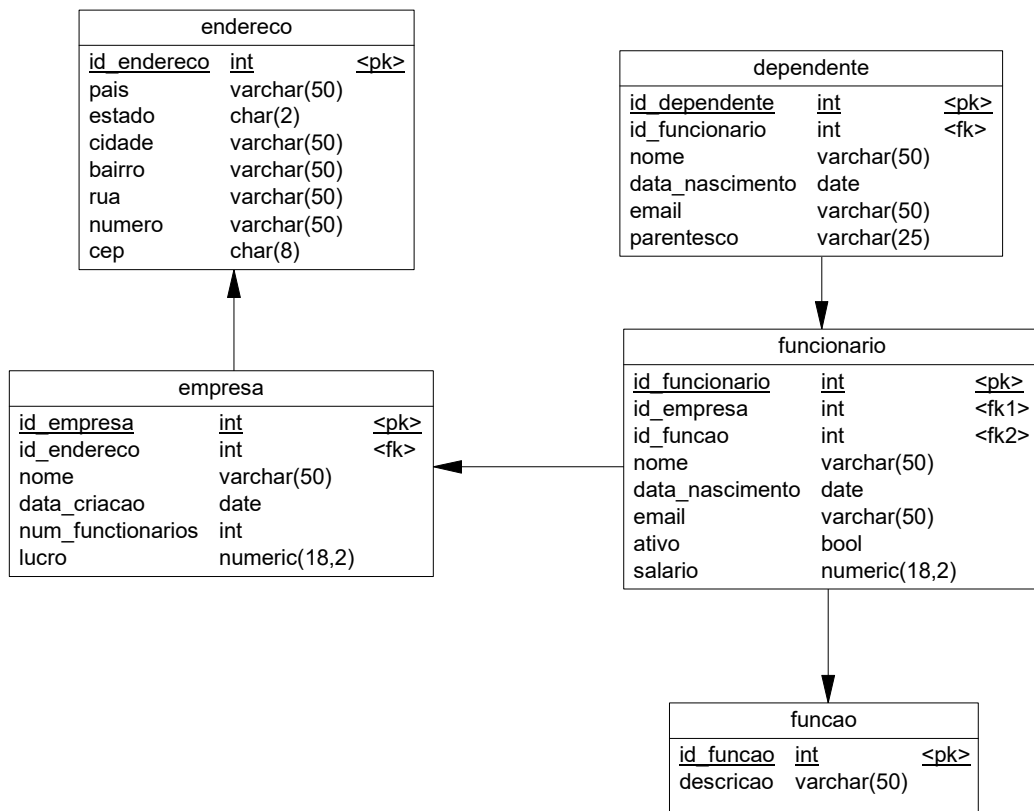 endereco
id_endereco int <pk>
pais varchar(50)
estado char(2)
cidade varchar(50)
bairro varchar(50)
rua varchar(50)
numero varchar(50)
cep char(8)
dependente
id_dependente int <pk>
id_funcionario int <fk>
nome varchar(50)
data_nascimento date
email varchar(50)
parentesco varchar(25)
empresa
id_empresa int <pk>
id_endereco int <fk>
nome varchar(50)
data_criacao date
num_functionarios int
lucro numeric(18,2)
funcionario
id_funcionario int <pk>
id_empresa int <fk1>
id_funcao int <fk2>
nome varchar(50)
data_nascimento date
email varchar(50)
ativo bool
salario numeric(18,2)
funcao
id_funcao int <pk>
descricao varchar(50)